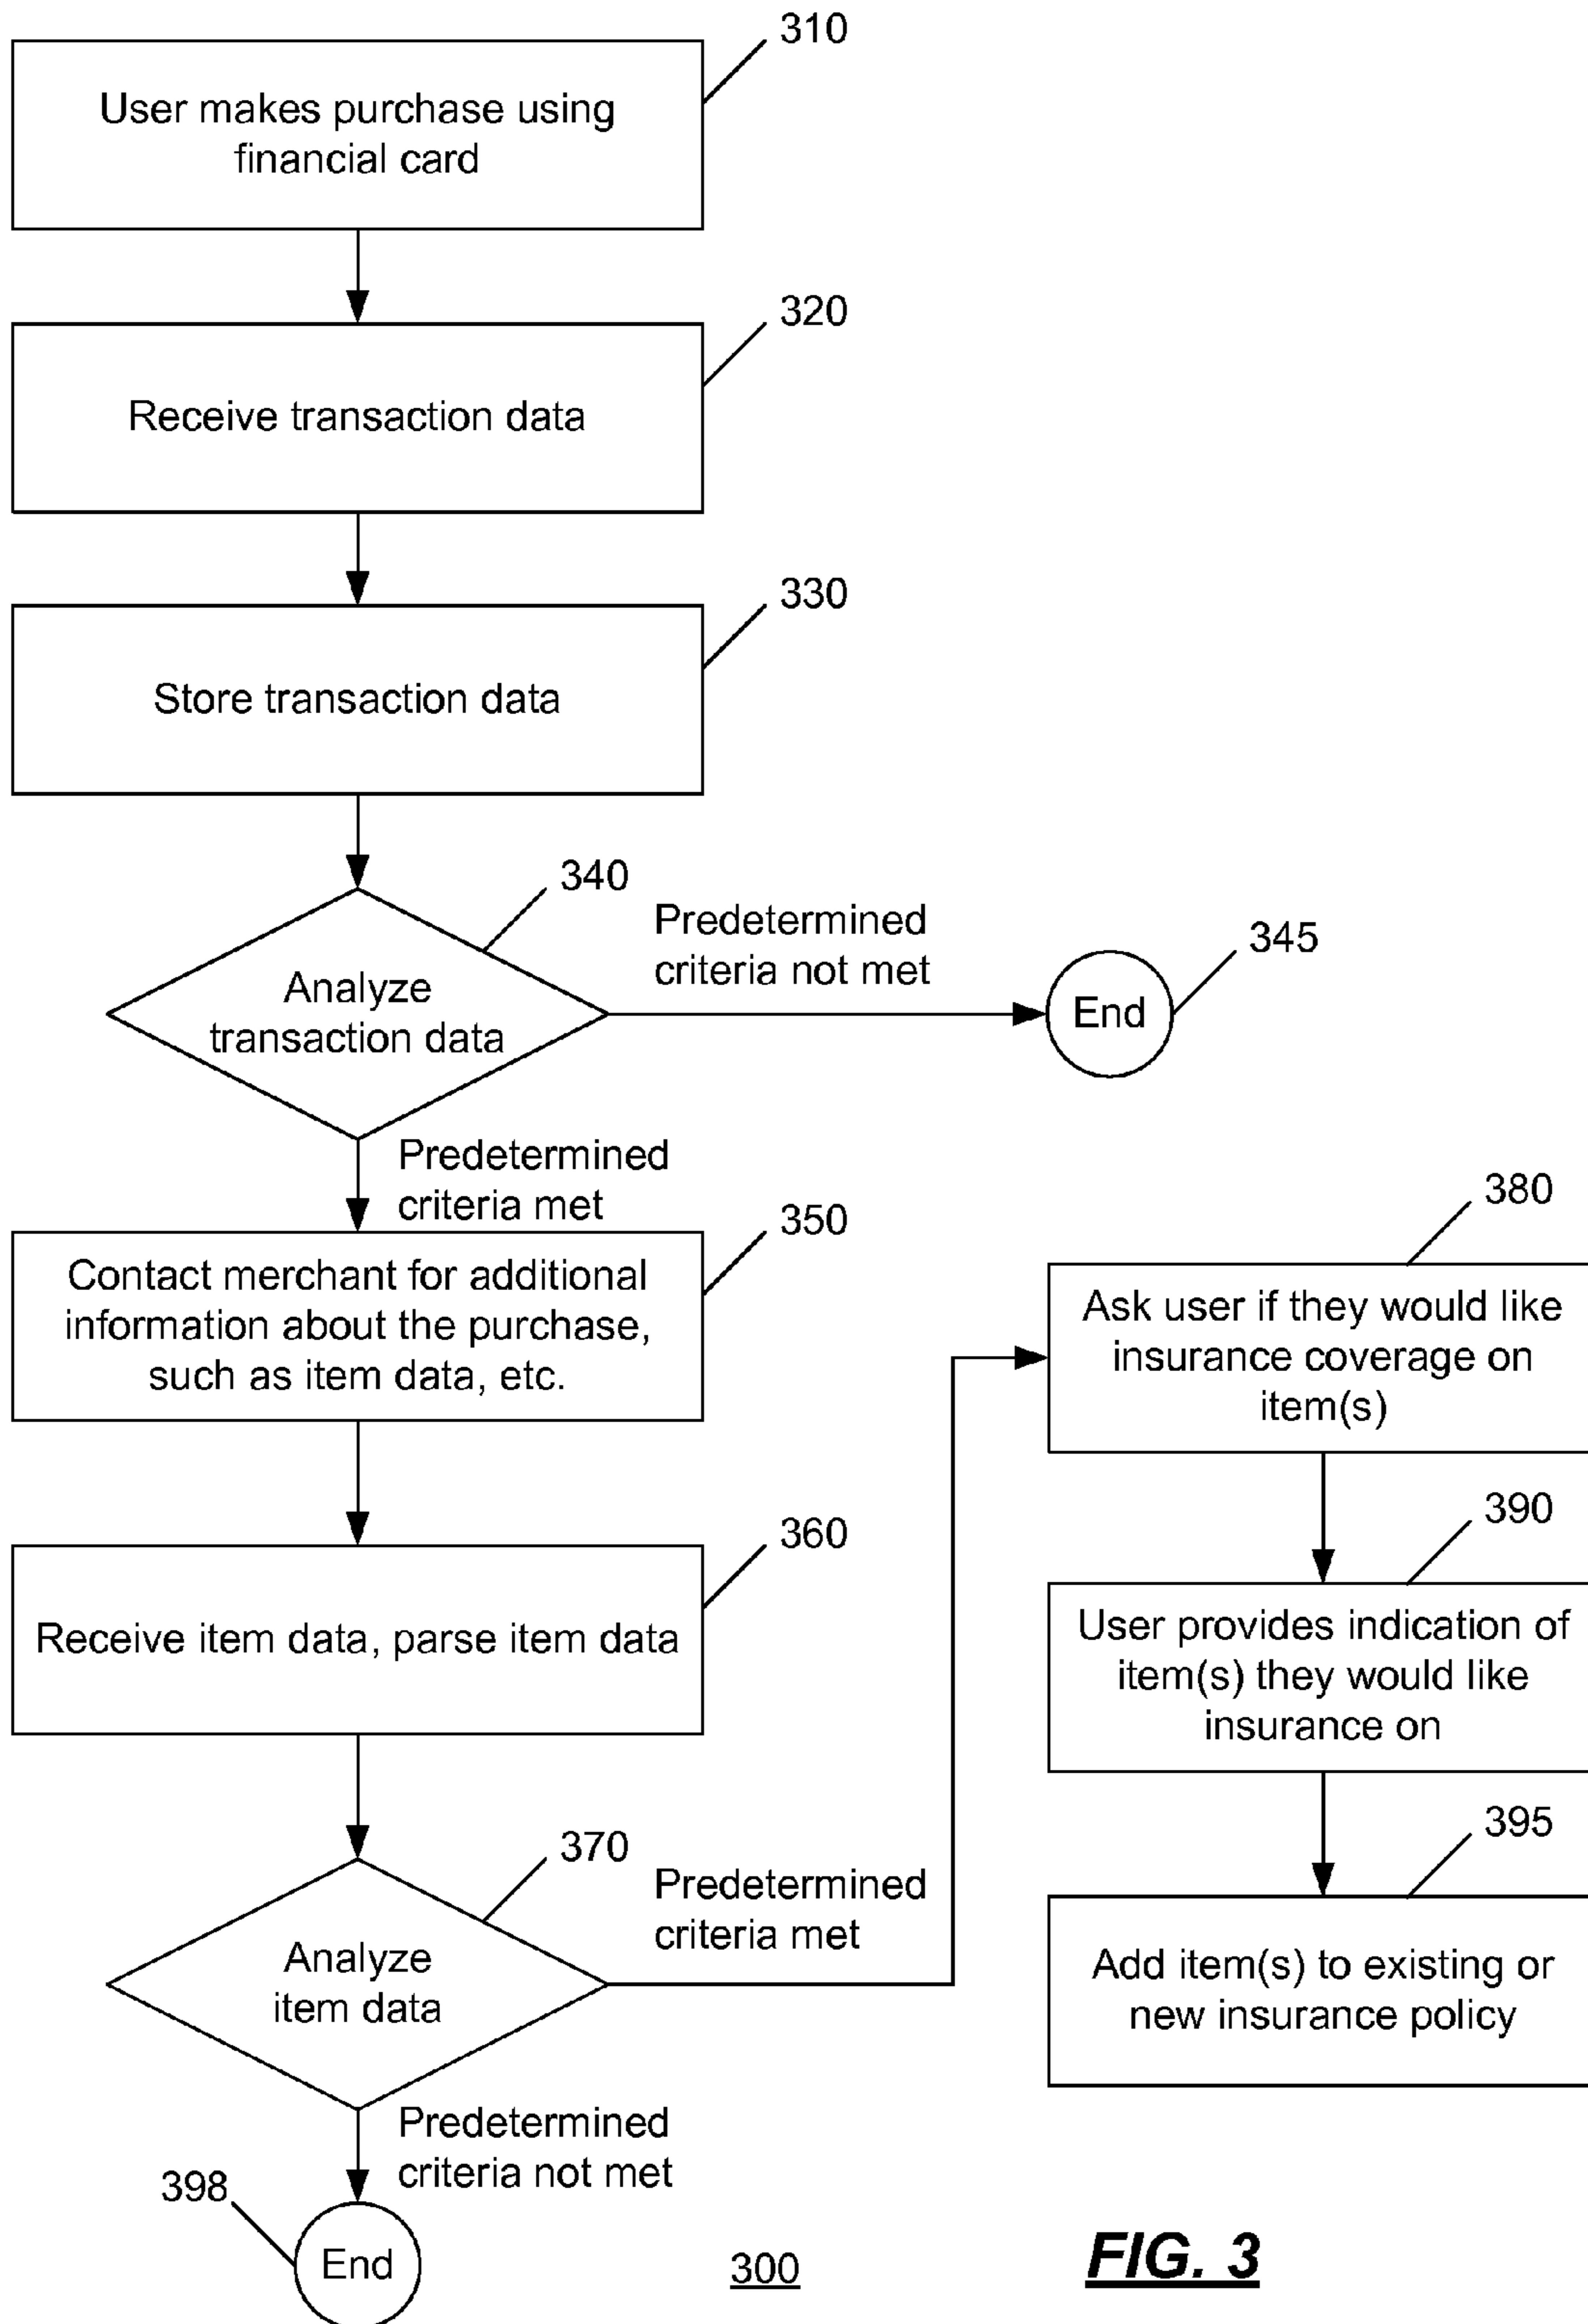 310
User makes purchase using
financial card
320
Receive transaction data
330
Store transaction data
340
Analyze
transaction data
Predetermined
criteria not met
345
End
Predetermined
criteria met
350
Contact merchant for additional
information about the purchase,
such as item data, etc.
360
Receive item data, parse item data
370
Analyze
item data
Predetermined
criteria met
380
Ask user if they would like
insurance coverage on
item(s)
390
User provides indication of
item(s) they would like
insurance on
395
Add item(s) to existing or
new insurance policy
Predetermined
criteria not met
398
End
300
FIG. 3